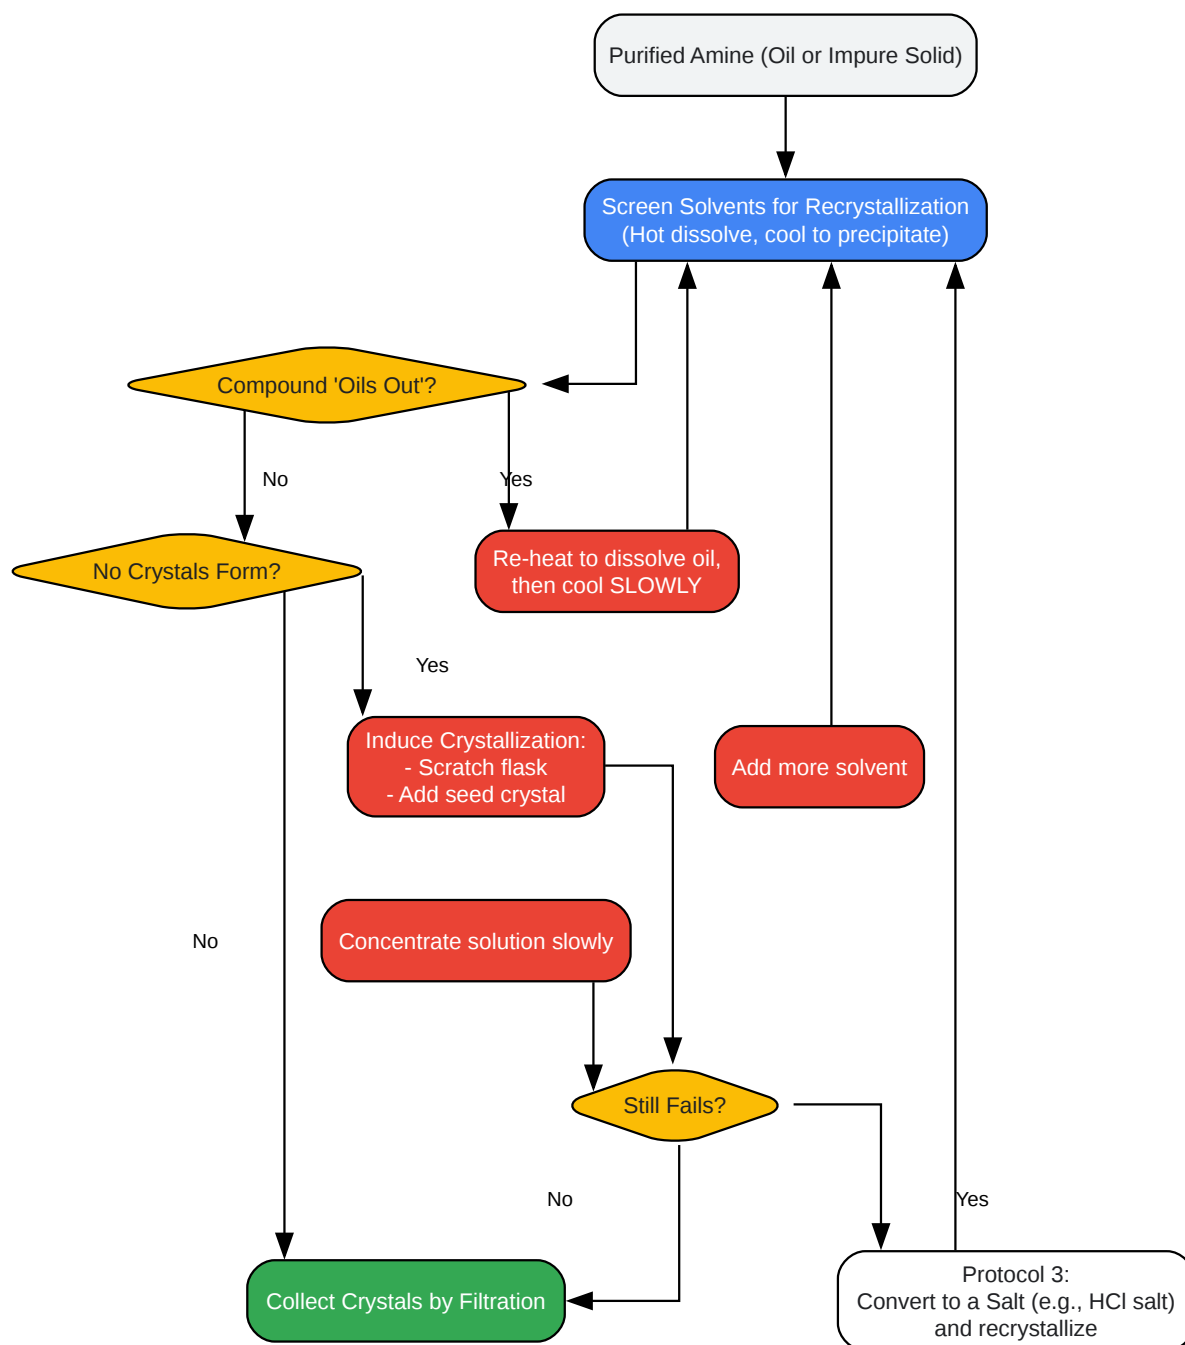 Purified Amine (Oil or Impure Solid)
Screen Solvents for Recrystallization
(Hot dissolve, cool to precipitate)
Compound 'Oils Out'?
No
Yes
No Crystals Form?
Re-heat to dissolve oil,
then cool SLOWLY
Yes
Induce Crystallization:
- Scratch flask
- Add seed crystal
Add more solvent
No
Concentrate solution slowly
Still Fails?
No
Yes
Collect Crystals by Filtration
Protocol 3:
Convert to a Salt (e.g., HCl salt)
and recrystallize